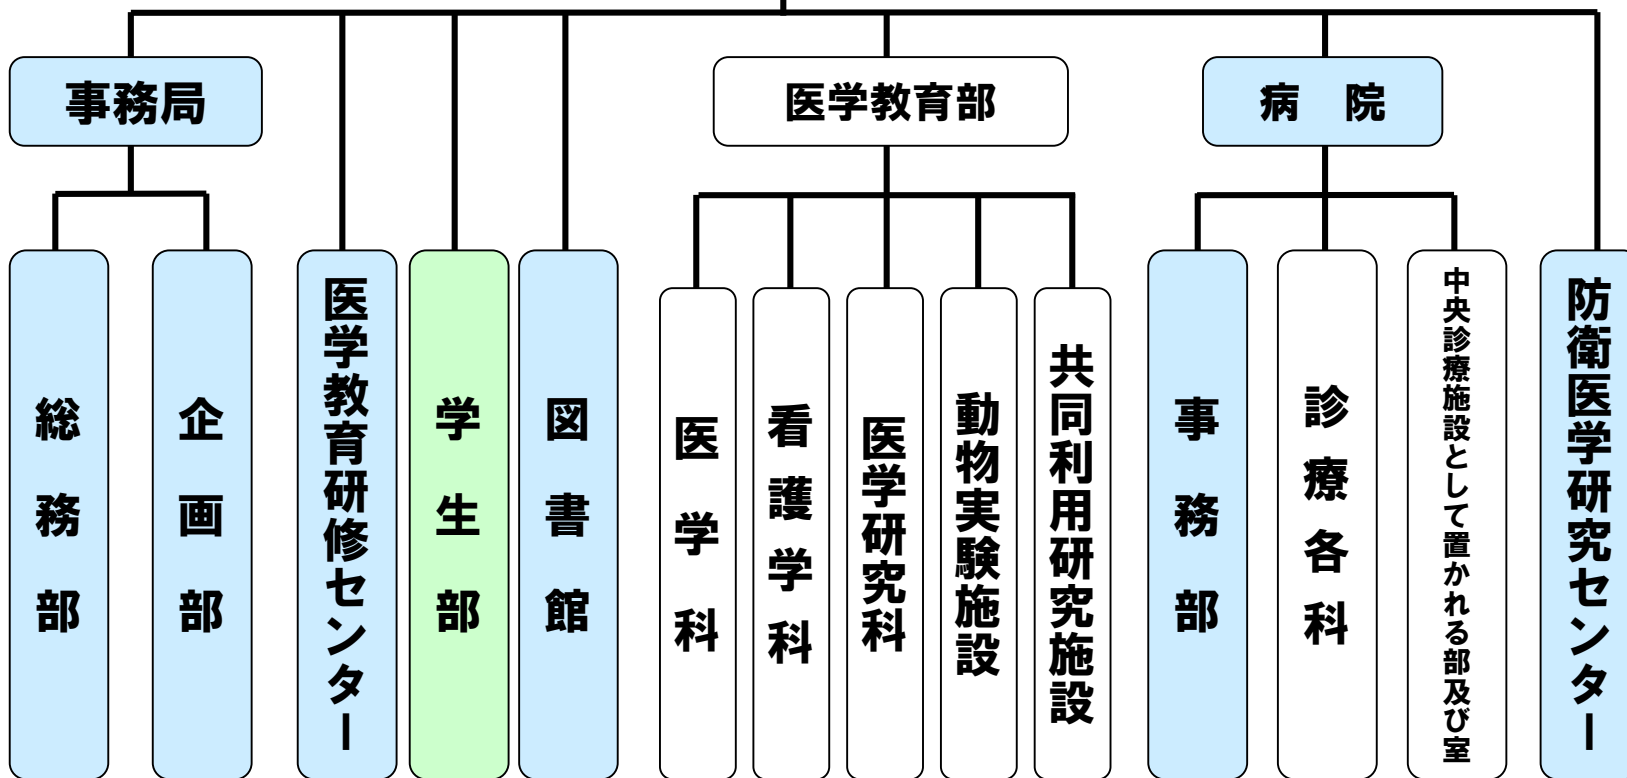 事務局
医学教育部
病　院
総務部
企画部
医学教育研修センター
学生部
図書館
医学科
看護学科
医学研究科
動物実験施設
共同利用研究施設
事務部
診療各科
中央診療施設として置かれる部及び室
防衛医学研究センター